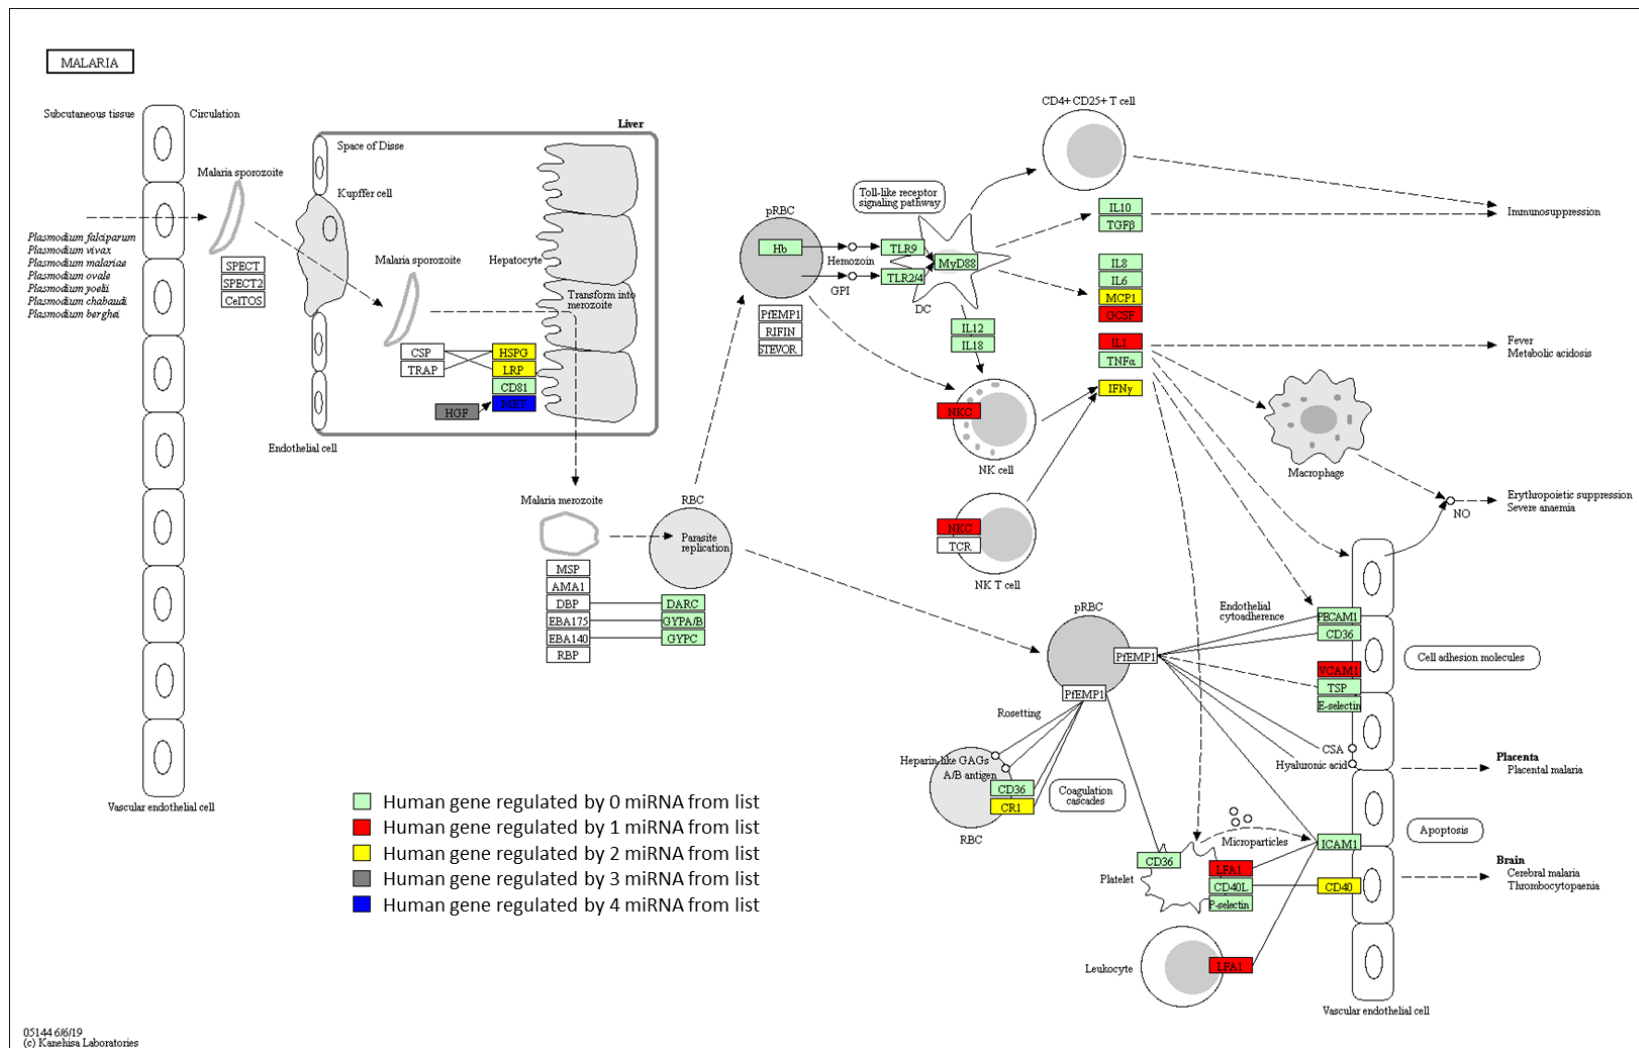 MALARIA
Subcutaneous tissue
Circulation
Malaria sporozoite
Plasmodium falciparum
Plasmodium vivax
Plasmodium malariae
Plasmodium ovale
Plasmodium yoelii
Plasmodium chabaudi
Plasmodium berghei
SPECT
SPECT2
CelTOS
Vascular endothelial cell
Liver
Space of Disse
Kupffer cell
Malaria sporozoite
Hepatocyte
Transform into
merozoite
CSP
TRAP
HSPG
LRP
CD81
MET
HGF
Endothelial cell
Malaria merozoite
RBC
Parasite
replication
MSP
AMA1
DBP
EBA175
EBA140
RBP
DARC
GYPA/B
GYPC
pRBC
Hb
Hemozoin
GPI
PfEMP1
RIFIN
STEVOR
Toll-like receptor
signaling pathway
TLR9
TLR2/4
MyD88
DC
IL12
IL18
CD4+ CD25+ T cell
IL10
TGFβ
IL8
IL6
MCP1
GCSF
IL1
TNFα
IFNγ
NKC
NK cell
NKC
TCR
NK T cell
Immunosuppression
Fever
Metabolic acidosis
Macrophage
NO
Erythropoietic suppression
Severe anaemia
pRBC
PfEMP1
PfEMP1
Endothelial
cytoadherence
PECAM1
CD36
VCAM1
TSP
E-selectin
Cell adhesion molecules
Rosetting
Heparin-like GAGs
A/B antigen
CD36
CR1
RBC
Coagulation
cascades
CSA
Hyaluronic acid
Placenta
Placental malaria
Microparticles
ICAM1
Apoptosis
CD36
Platelet
LFA1
CD40L
P-selectin
CD40
Brain
Cerebral malaria
Thrombocytopaenia
Leukocyte
LFA1
Vascular endothelial cell
Human gene regulated by 0 miRNA from list
Human gene regulated by 1 miRNA from list
Human gene regulated by 2 miRNA from list
Human gene regulated by 3 miRNA from list
Human gene regulated by 4 miRNA from list
05144 6/6/19
(c) Kanehisa Laboratories